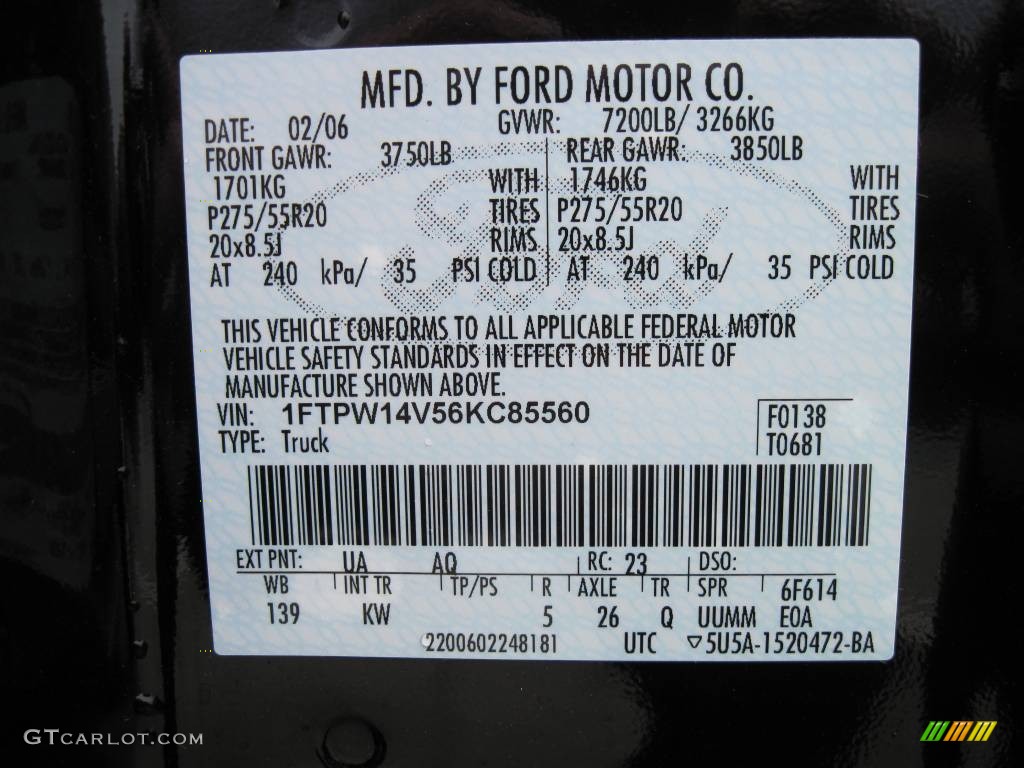 MFD. BY FORD MOTOR CO.
DATE: 02/06 GVWR: 7200LB/ 3266KG
FRONT GAWR: 3750LB REAR GAWR: 3850LB
1701KG WITH 1746KG WITH
P275/55R20 TIRES P275/55R20 TIRES
20x8.5J RIMS 20x8.5J RIMS
AT 240 kPa/ 35 PSI COLD AT 240 kPa/ 35 PSI COLD
THIS VEHICLE CONFORMS TO ALL APPLICABLE FEDERAL MOTOR
VEHICLE SAFETY STANDARDS IN EFFECT ON THE DATE OF
MANUFACTURE SHOWN ABOVE.
VIN: 1FTPW14V56KC85560 F0138
TYPE: Truck T0681
EXT PNT: UA AQ RC: 23 DSO:
WB INT TR TP/PS R AXLE TR SPR 6F614
139 KW 5 26 Q UUMM EOA
2200602248181 UTC 5U5A-1520472-BA
Ford
GTCARLOT.COM